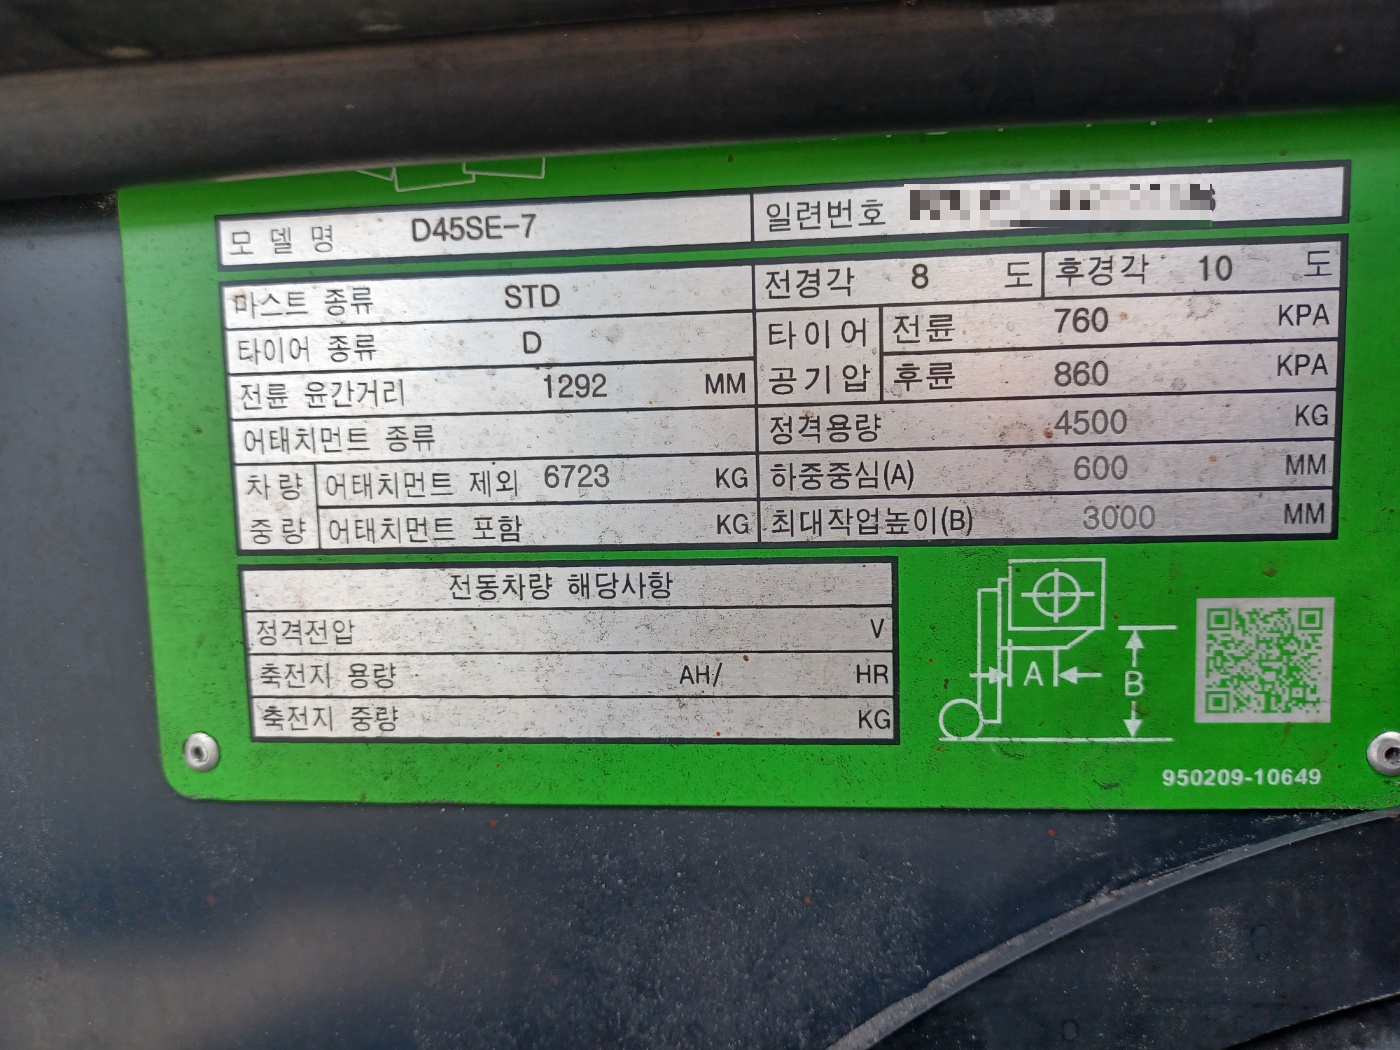 모 델 명 D45SE-7 일련번호
마스트 종류 STD 전경각 8 도 후경각 10 도
타이어 종류 D 타이어 공기압 전륜 760 KPA
전륜 윤간거리 1292 MM 후륜 860 KPA
어태치먼트 종류 정격용량 4500 KG
차량 중량 어태치먼트 제외 6723 KG 하중중심(A) 600 MM
어태치먼트 포함 KG 최대작업높이(B) 3000 MM
전동차량 해당사항
정격전압 V
축전지 용량 AH/ HR
축전지 중량 KG
A
B
950209-10649